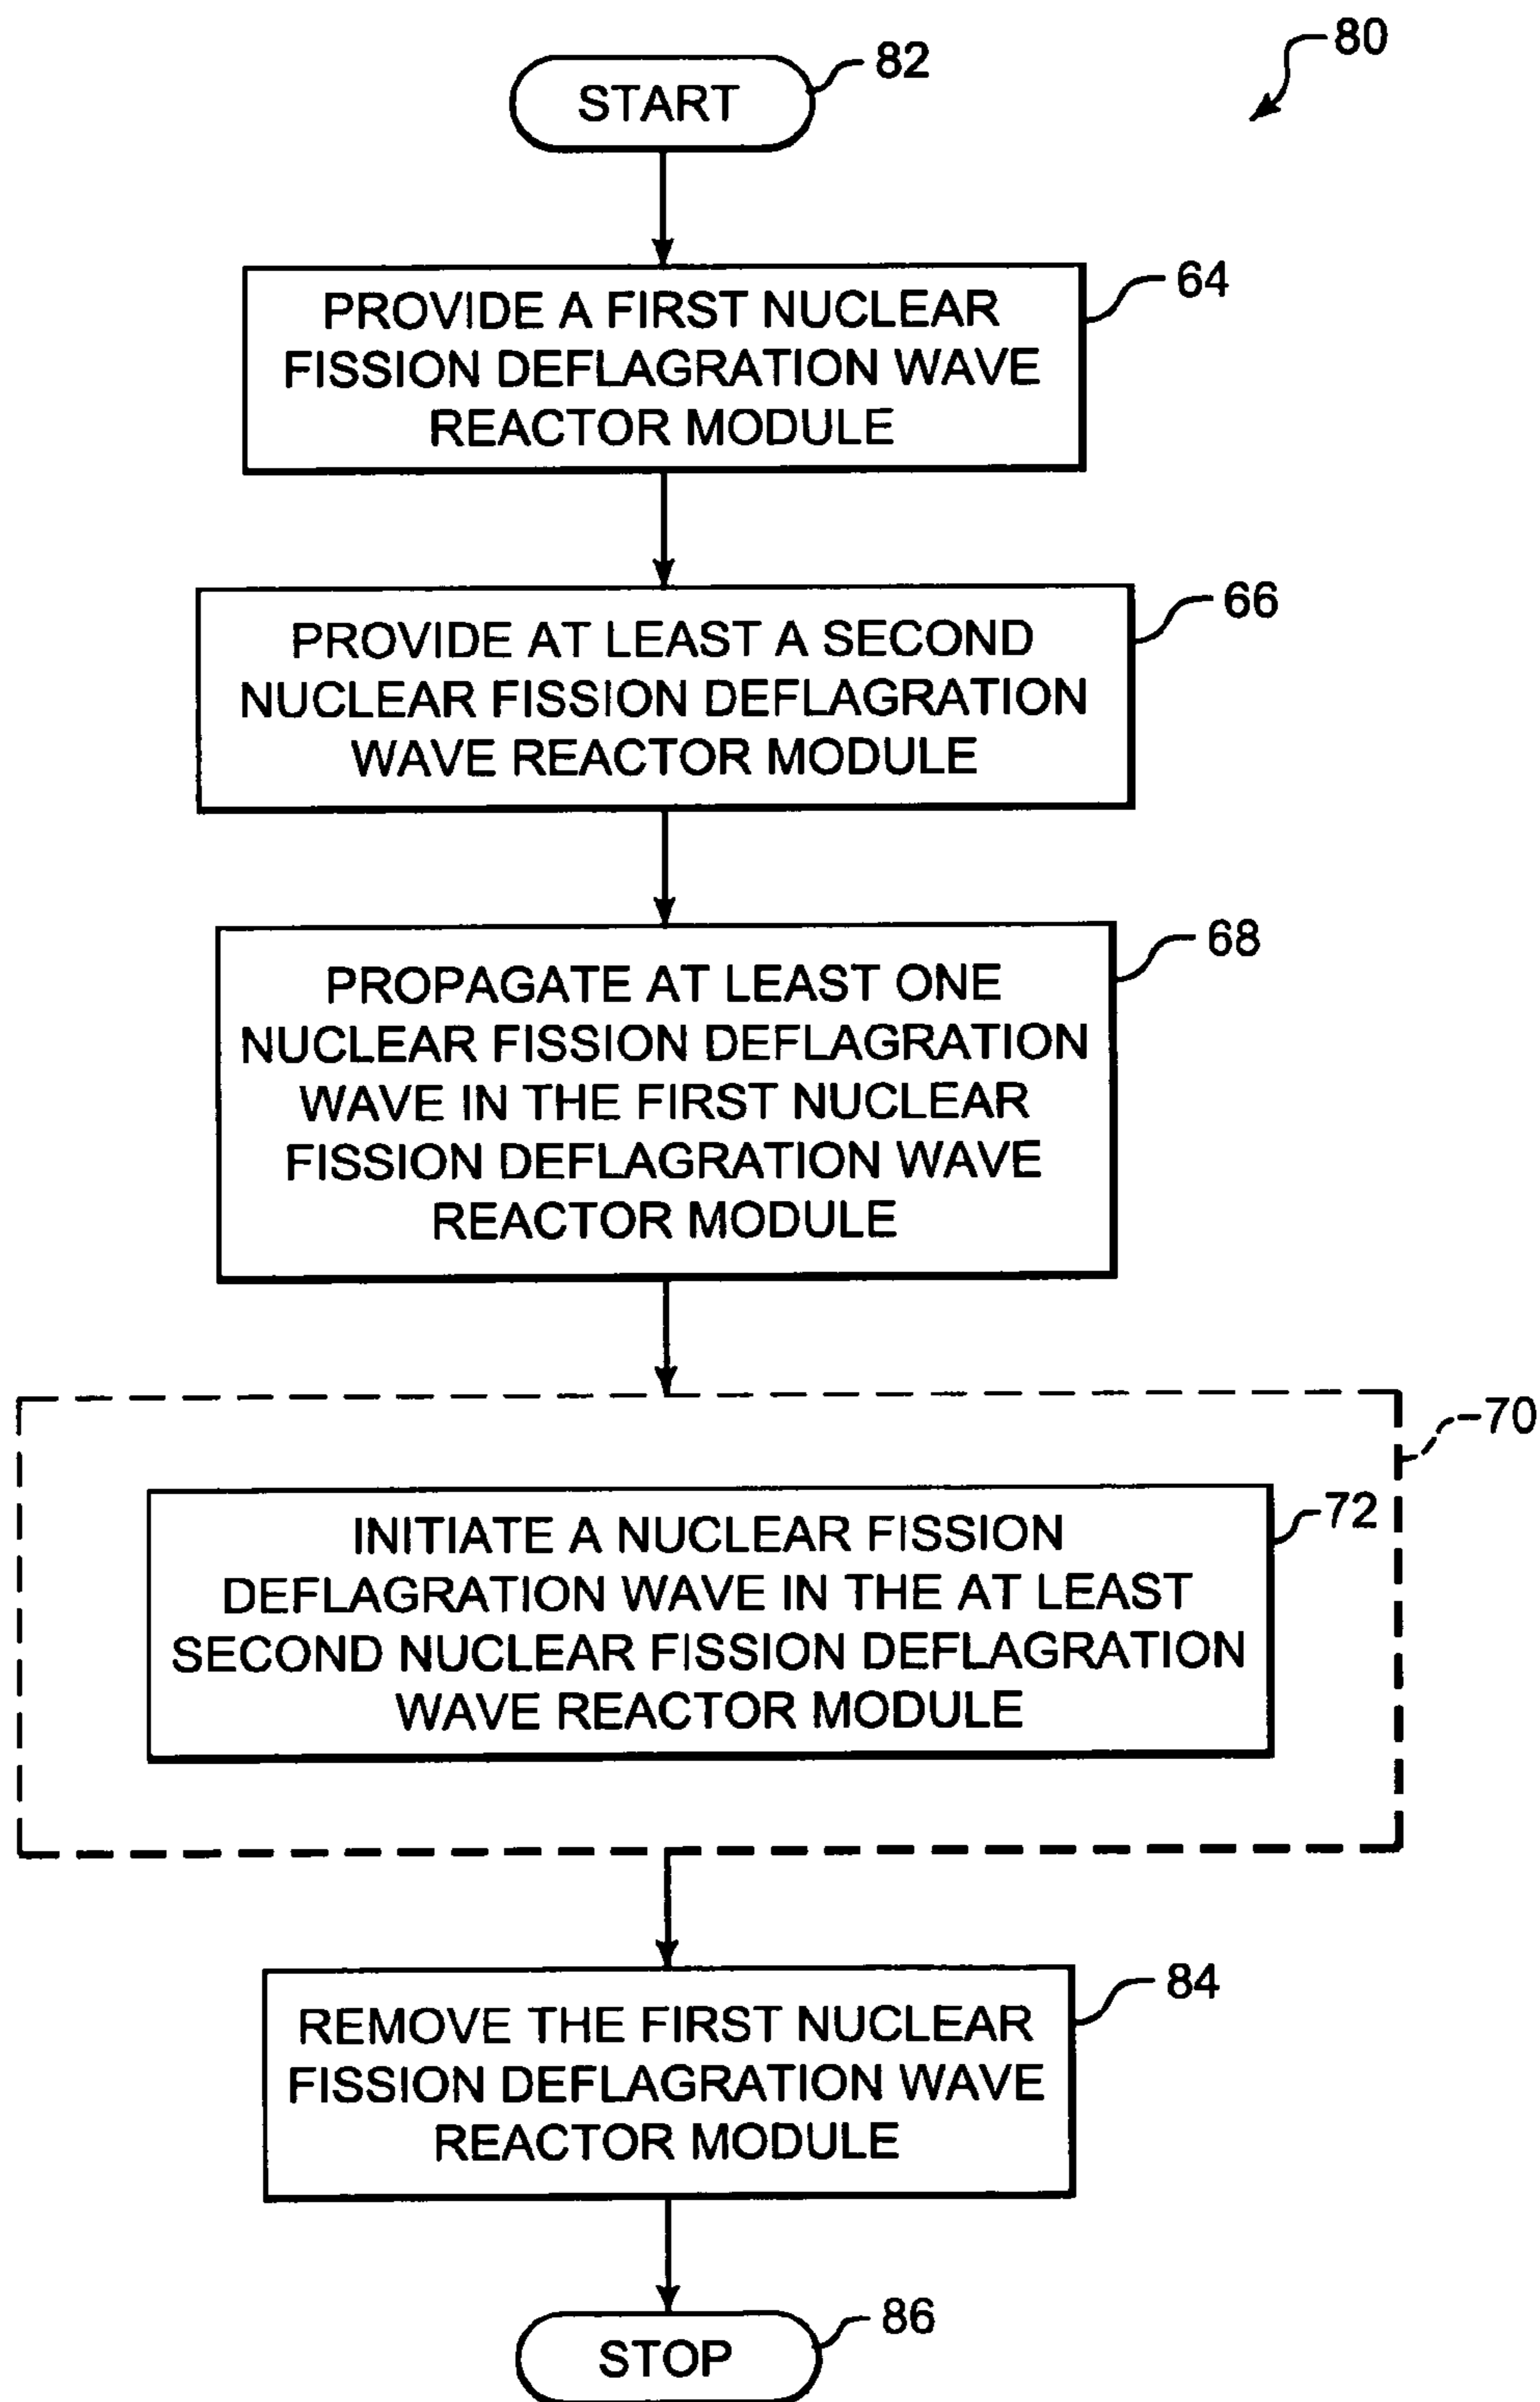 80
82
START
64
PROVIDE A FIRST NUCLEAR
FISSION DEFLAGRATION WAVE
REACTOR MODULE
66
PROVIDE AT LEAST A SECOND
NUCLEAR FISSION DEFLAGRATION
WAVE REACTOR MODULE
68
PROPAGATE AT LEAST ONE
NUCLEAR FISSION DEFLAGRATION
WAVE IN THE FIRST NUCLEAR
FISSION DEFLAGRATION WAVE
REACTOR MODULE
70
72
INITIATE A NUCLEAR FISSION
DEFLAGRATION WAVE IN THE AT LEAST
SECOND NUCLEAR FISSION DEFLAGRATION
WAVE REACTOR MODULE
84
REMOVE THE FIRST NUCLEAR
FISSION DEFLAGRATION WAVE
REACTOR MODULE
86
STOP